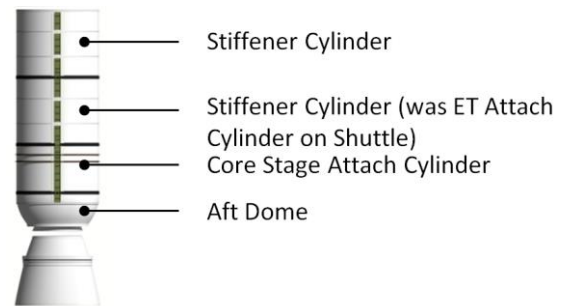 Stiffener Cylinder
Stiffener Cylinder (was ET Attach
Cylinder on Shuttle)
Core Stage Attach Cylinder
Aft Dome